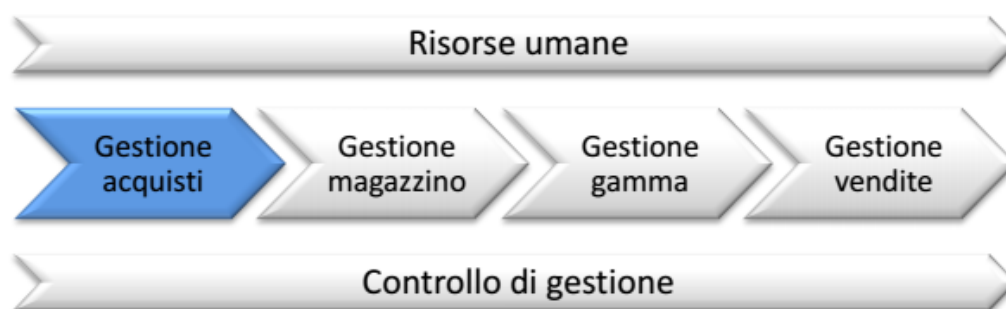 Risorse umane
Gestione
acquisti
Gestione
magazzino
Gestione
gamma
Gestione
vendite
Controllo di gestione